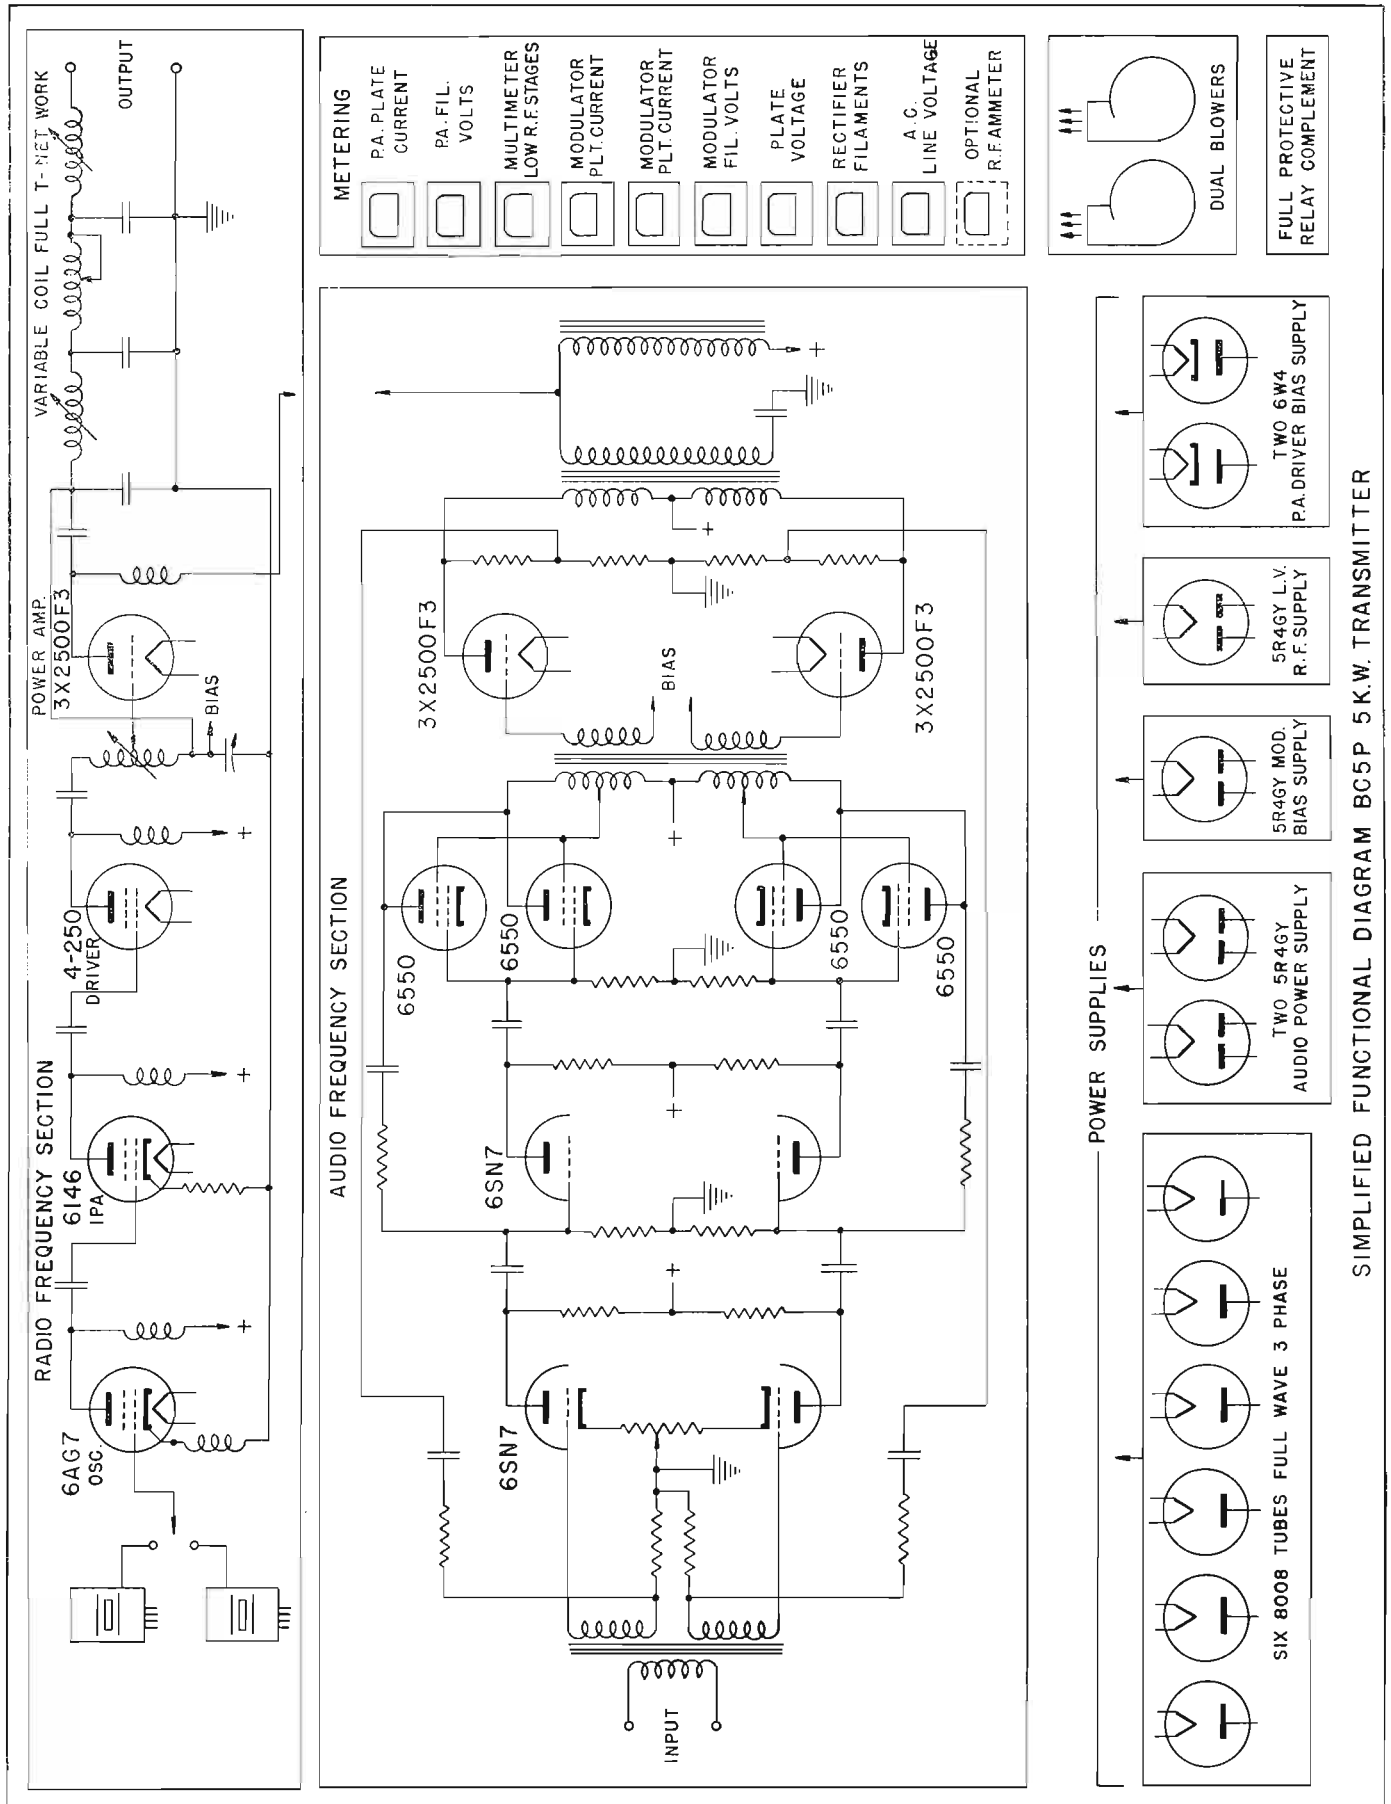 RADIO FREQUENCY SECTION
6AG7
OSC.
6146
IPA
4-250
DRIVER
POWER AMP.
3X2500F3
BIAS
VARIABLE COIL FULL T-NET WORK
OUTPUT
+
+
+
AUDIO FREQUENCY SECTION
INPUT
6SN7
6SN7
6550
6550
6550
6550
3X2500F3
3X2500F3
BIAS
+
+
+
+
+
METERING
P.A. PLATE
CURRENT
P.A. FIL.
VOLTS
MULTIMETER
LOW R.F. STAGES
MODULATOR
PLT. CURRENT
MODULATOR
PLT. CURRENT
MODULATOR
FIL. VOLTS
PLATE
VOLTAGE
RECTIFIER
FILAMENTS
A.C.
LINE VOLTAGE
OPTIONAL
R.F. AMMETER
POWER SUPPLIES
SIX 8008 TUBES FULL WAVE 3 PHASE
TWO 5R4GY
AUDIO POWER SUPPLY
5R4GY MOD.
BIAS SUPPLY
5R4GY L.V.
R.F. SUPPLY
TWO 6W4
P.A. DRIVER BIAS SUPPLY
DUAL BLOWERS
FULL PROTECTIVE
RELAY COMPLEMENT
SIMPLIFIED FUNCTIONAL DIAGRAM BC5P 5 K.W. TRANSMITTER